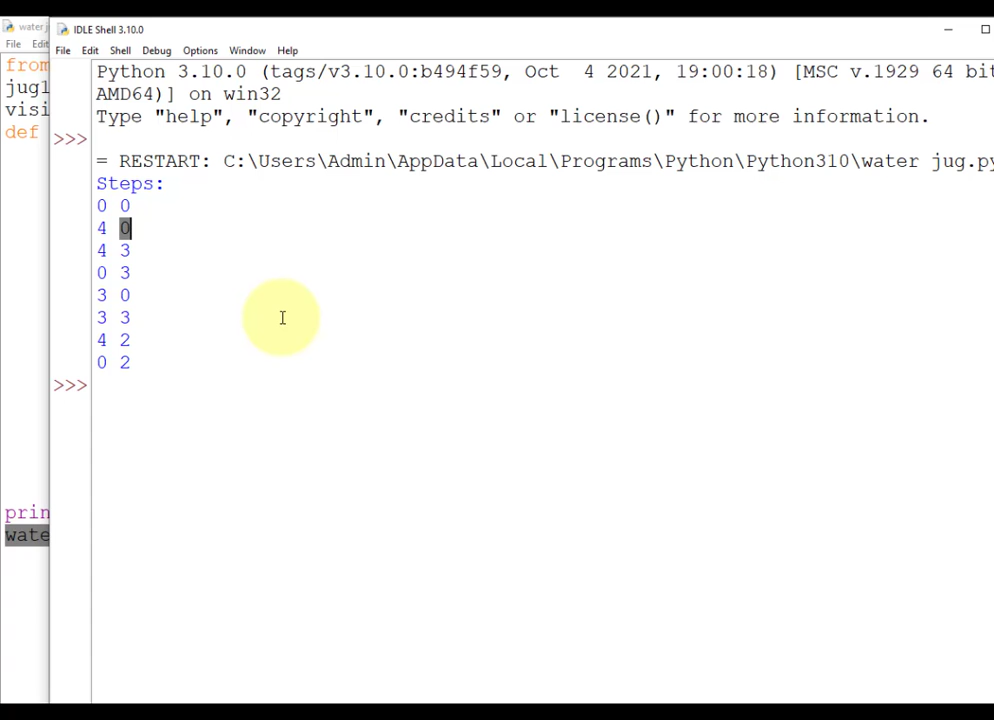 water j
IDLE Shell 3.10.0
File Edit
File Edit Shell Debug Options Window Help
from
jug1
visi
def
prin
wate
Python 3.10.0 (tags/v3.10.0:b494f59, Oct  4 2021, 19:00:18) [MSC v.1929 64 bit
AMD64)] on win32
Type "help", "copyright", "credits" or "license()" for more information.
>>>
= RESTART: C:\Users\Admin\AppData\Local\Programs\Python\Python310\water jug.py
Steps:
0 0
4 0
4 3
0 3
3 0
3 3
4 2
0 2
>>>